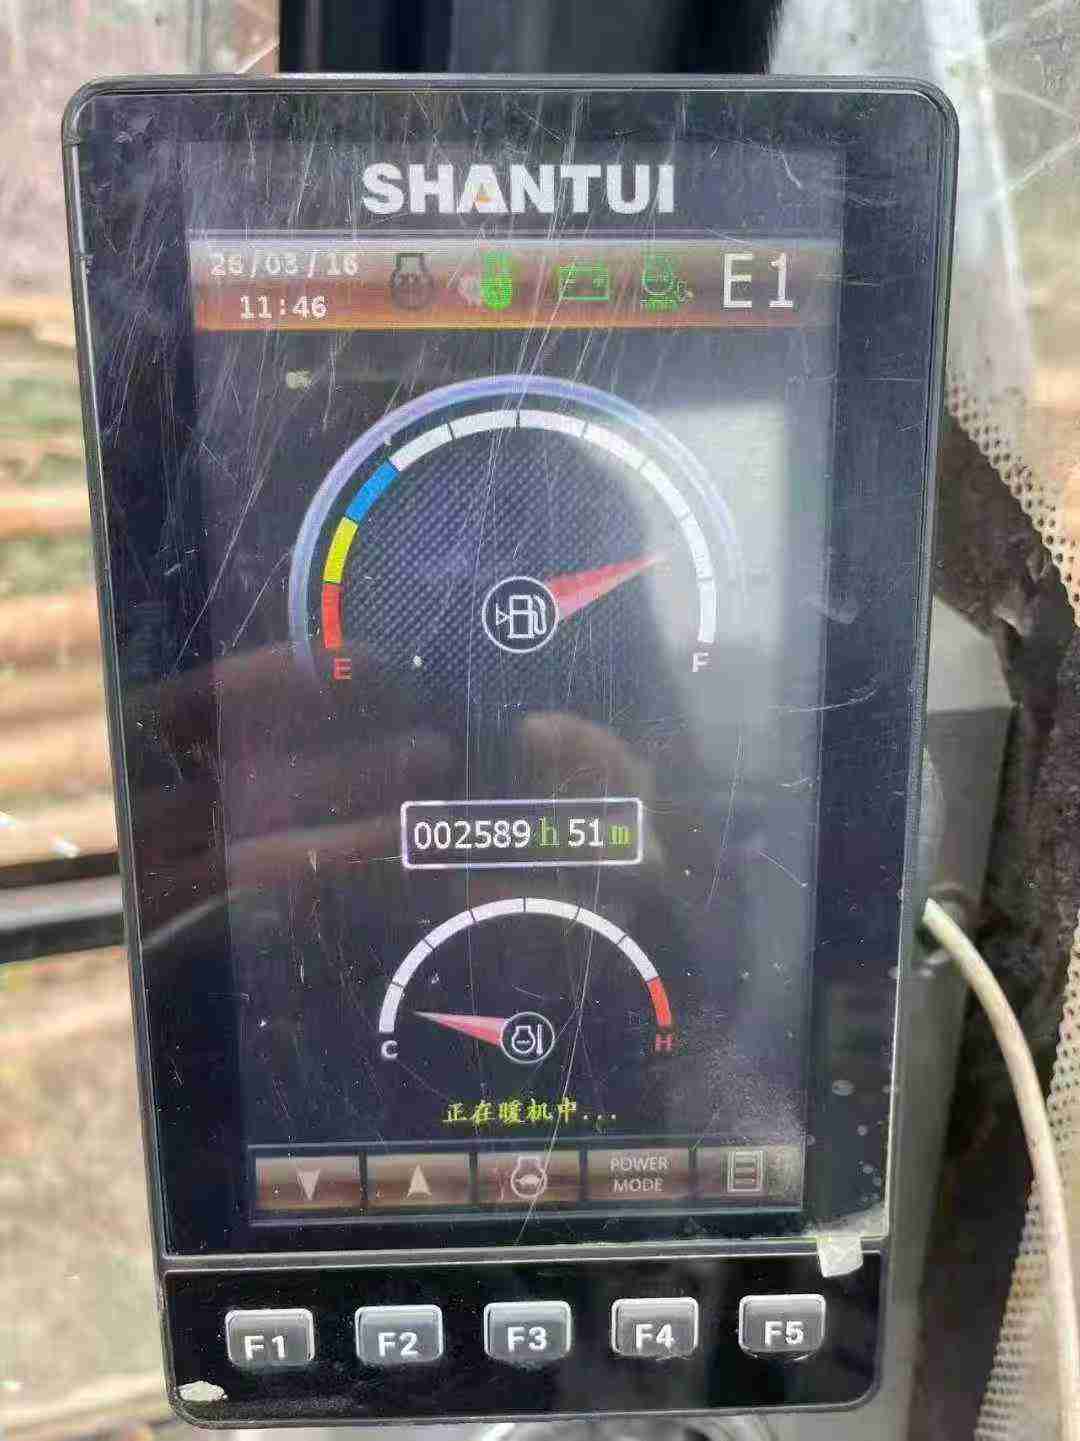 SHANTUI
26/03/16
11:46
E1
E
F
002589 h 51 m
C
H
正在暖机中...
POWER
MODE
F1
F2
F3
F4
F5